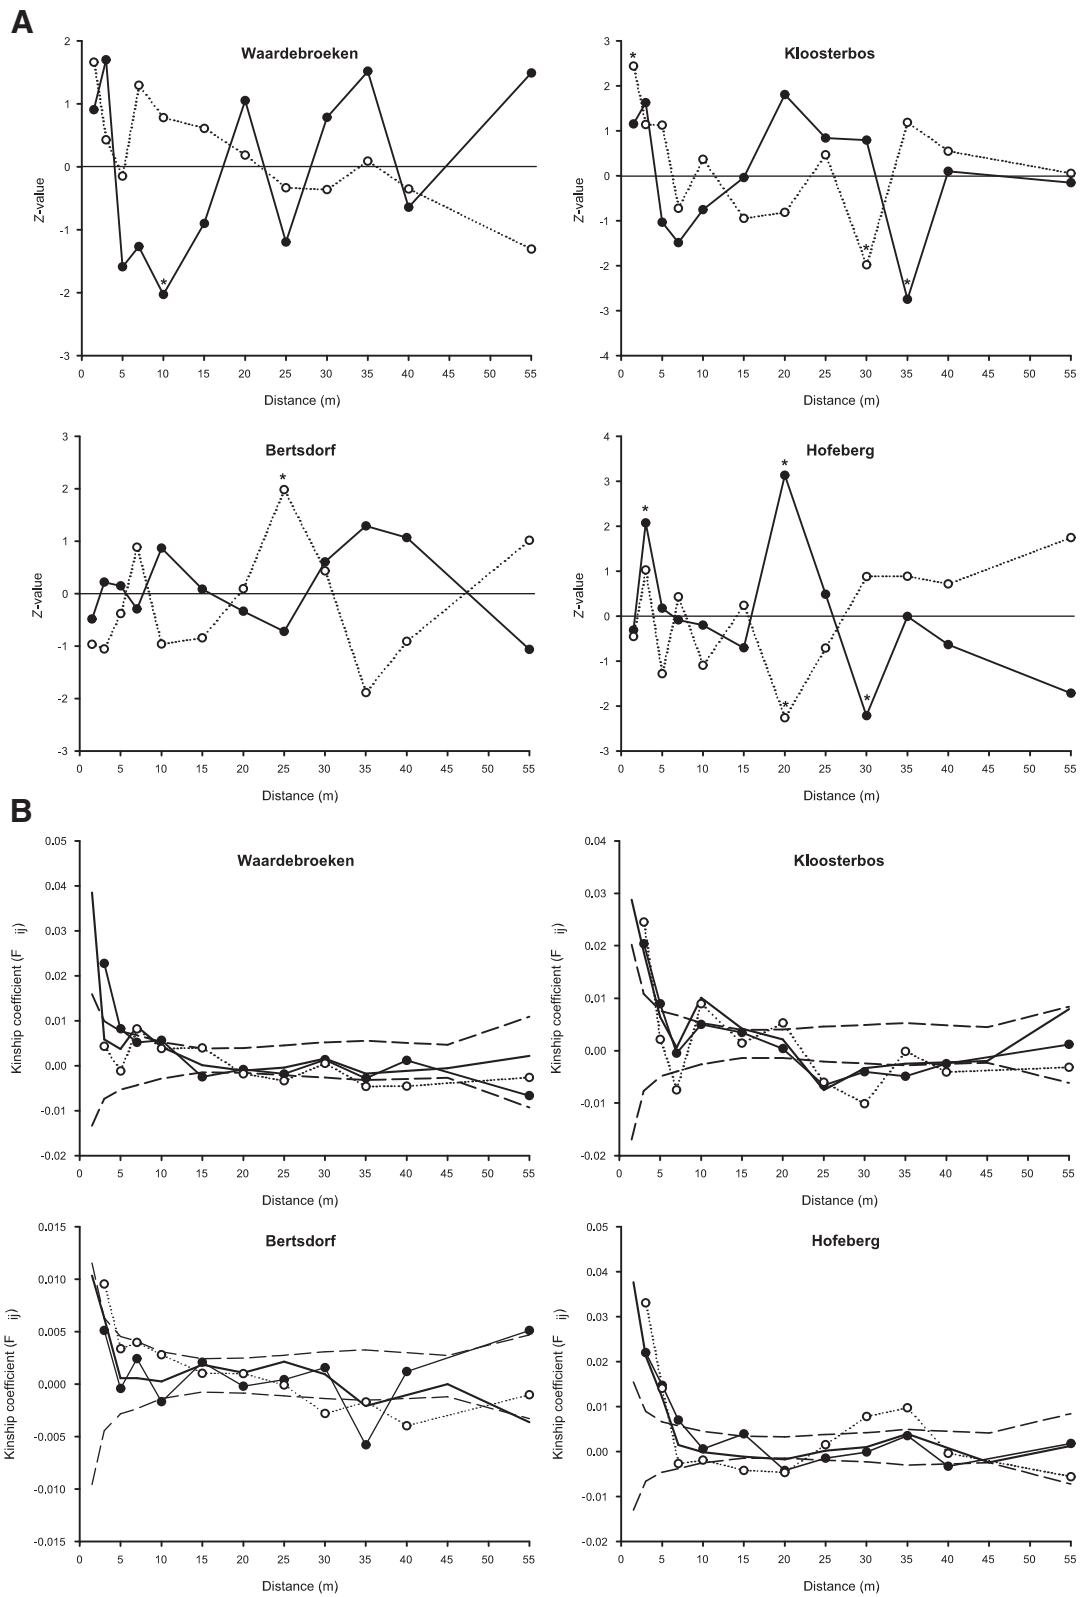 A
Waardebroeken
2
1
0
-1
-2
-3
Z-value
*
0 5 10 15 20 25 30 35 40 50 55
Distance (m)
Kloosterbos
3
2
1
0
-1
-2
-3
-4
Z-value
* * *
0 5 10 15 20 25 30 35 40 50 55
Distance (m)
Bertsdorf
3
2
1
0
-1
-2
-3
Z-value
*
0 5 10 15 20 25 30 35 40 45 50 55
Distance (m)
Hofeberg
4
3
2
1
0
-1
-2
-3
Z-value
* * * *
0 5 10 15 20 25 30 35 40 50 55
Distance (m)
B
Waardebroeken
0.05
0.04
0.03
0.02
0.01
0.00
-0.01
-0.02
Kinship coefficient (F ij)
0 5 10 15 20 25 30 35 40 45 50 55
Distance (m)
Kloosterbos
0.04
0.03
0.02
0.01
0.00
-0.01
-0.02
Kinship coefficient (F ij)
0 5 10 15 20 25 30 35 40 45 50 55
Distance (m)
Bertsdorf
0.015
0.010
0.005
0.000
-0.005
-0.010
-0.015
Kinship coefficient (F ij)
0 5 10 15 20 25 30 35 40 45 50 55
Distance (m)
Hofeberg
0.05
0.04
0.03
0.02
0.01
0.00
-0.01
-0.02
Kinship coefficient (F ij)
0 5 10 15 20 25 30 35 40 45 50 55
Distance (m)